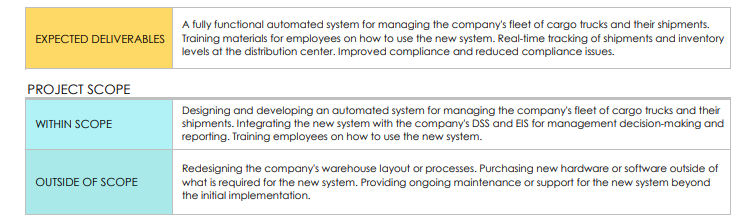 EXPECTED DELIVERABLES
A fully functional automated system for managing the company's fleet of cargo trucks and their shipments.
Training materials for employees on how to use the new system. Real-time tracking of shipments and inventory
levels at the distribution center. Improved compliance and reduced compliance issues.
PROJECT SCOPE
WITHIN SCOPE
Designing and developing an automated system for managing the company's fleet of cargo trucks and their
shipments. Integrating the new system with the company's DSS and EIS for management decision-making and
reporting. Training employees on how to use the new system.
OUTSIDE OF SCOPE
Redesigning the company's warehouse layout or processes. Purchasing new hardware or software outside of
what is required for the new system. Providing ongoing maintenance or support for the new system beyond
the initial implementation.